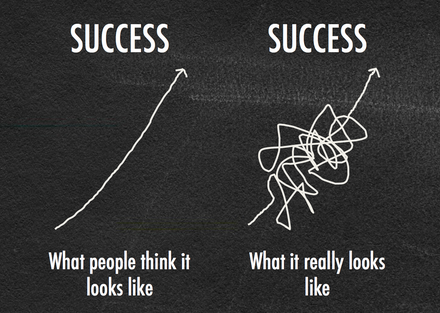 SUCCESS
SUCCESS
What people think it
looks like
What it really looks
like